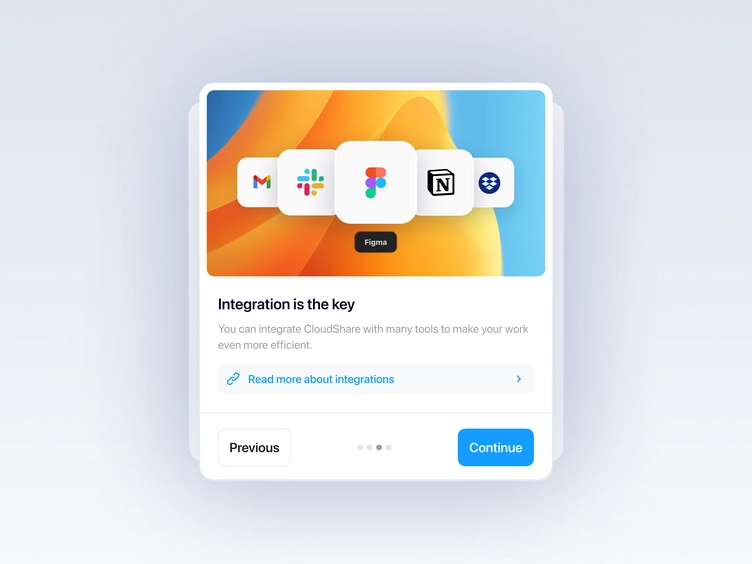 N
Figma
Integration is the key
You can integrate CloudShare with many tools to make your work
even more efficient.
Read more about integrations
Previous
Continue